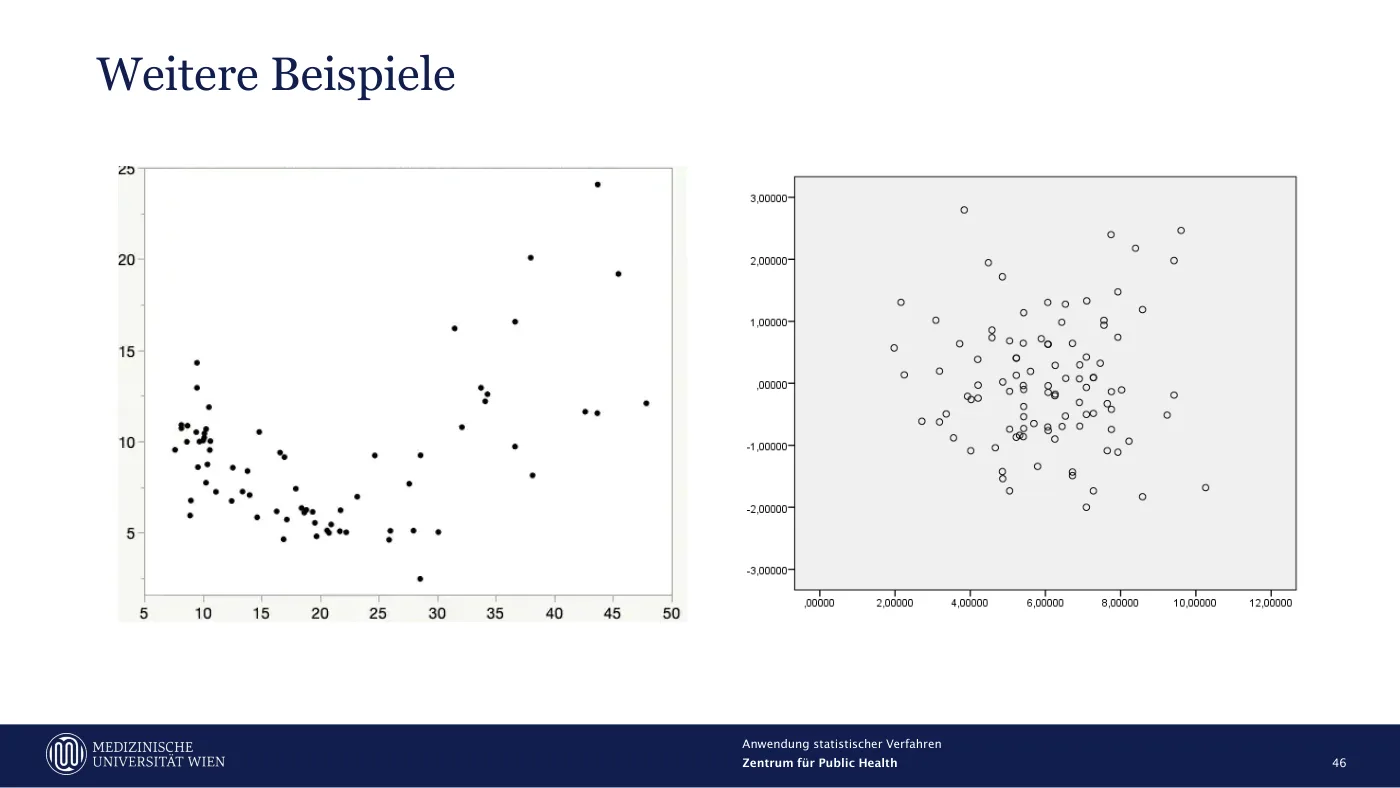 Weitere Beispiele
25
20
15
10
5
5 10 15 20 25 30 35 40 45 50
3,00000
2,00000
1,00000
,00000
-1,00000
-2,00000
-3,00000
,00000 2,00000 4,00000 6,00000 8,00000 10,00000 12,00000
MEDIZINISCHE
UNIVERSITÄT WIEN
Anwendung statistischer Verfahren
Zentrum für Public Health
46